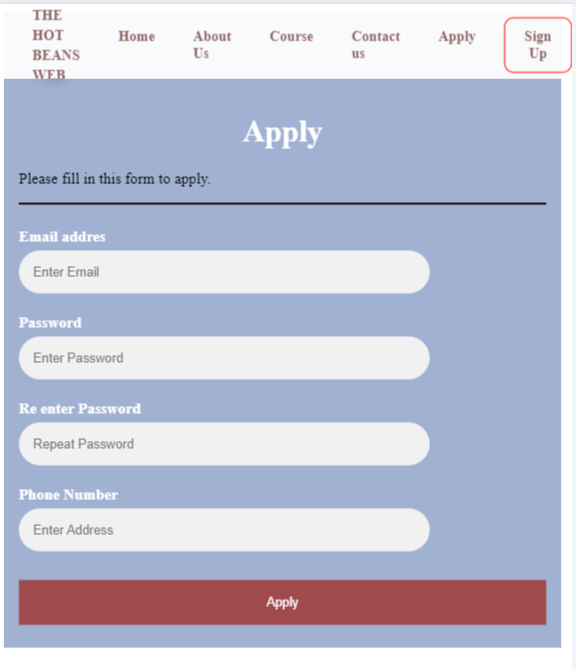 THE
HOT
BEANS
WEB
Home
About
Us
Course
Contact
us
Apply
Sign
Up
Apply
Please fill in this form to apply.
Email addres
Enter Email
Password
Enter Password
Re enter Password
Repeat Password
Phone Number
Enter Address
Apply